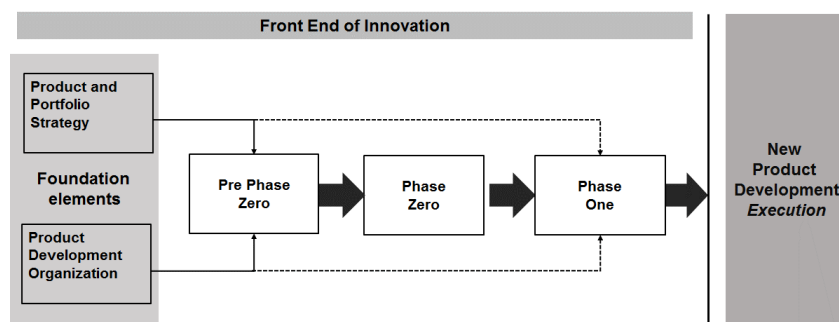 Front End of Innovation
Product and
Portfolio
Strategy
Foundation
elements
Product
Development
Organization
Pre Phase
Zero
Phase
Zero
Phase
One
New
Product
Development
Execution